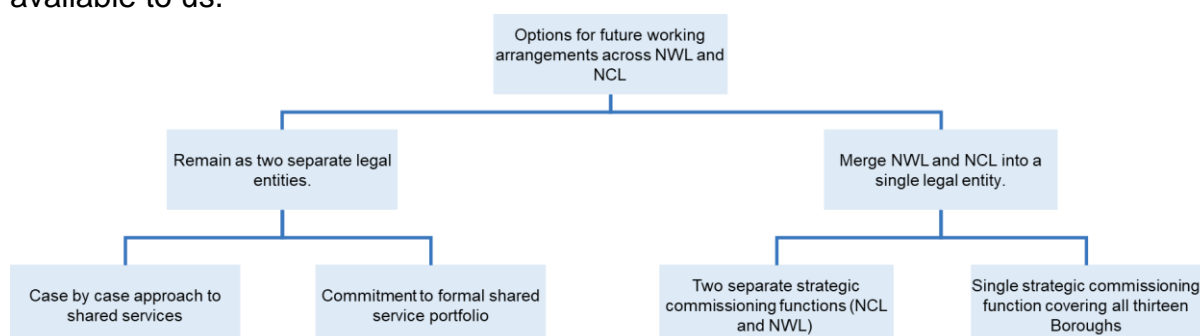 available to us.
Options for future working
arrangements across NWL and
NCL
Remain as two separate legal
entities.
Merge NWL and NCL into a
single legal entity.
Case by case approach to
shared services
Commitment to formal shared
service portfolio
Two separate strategic
commissioning functions (NCL
and NWL)
Single strategic commissioning
function covering all thirteen
Boroughs